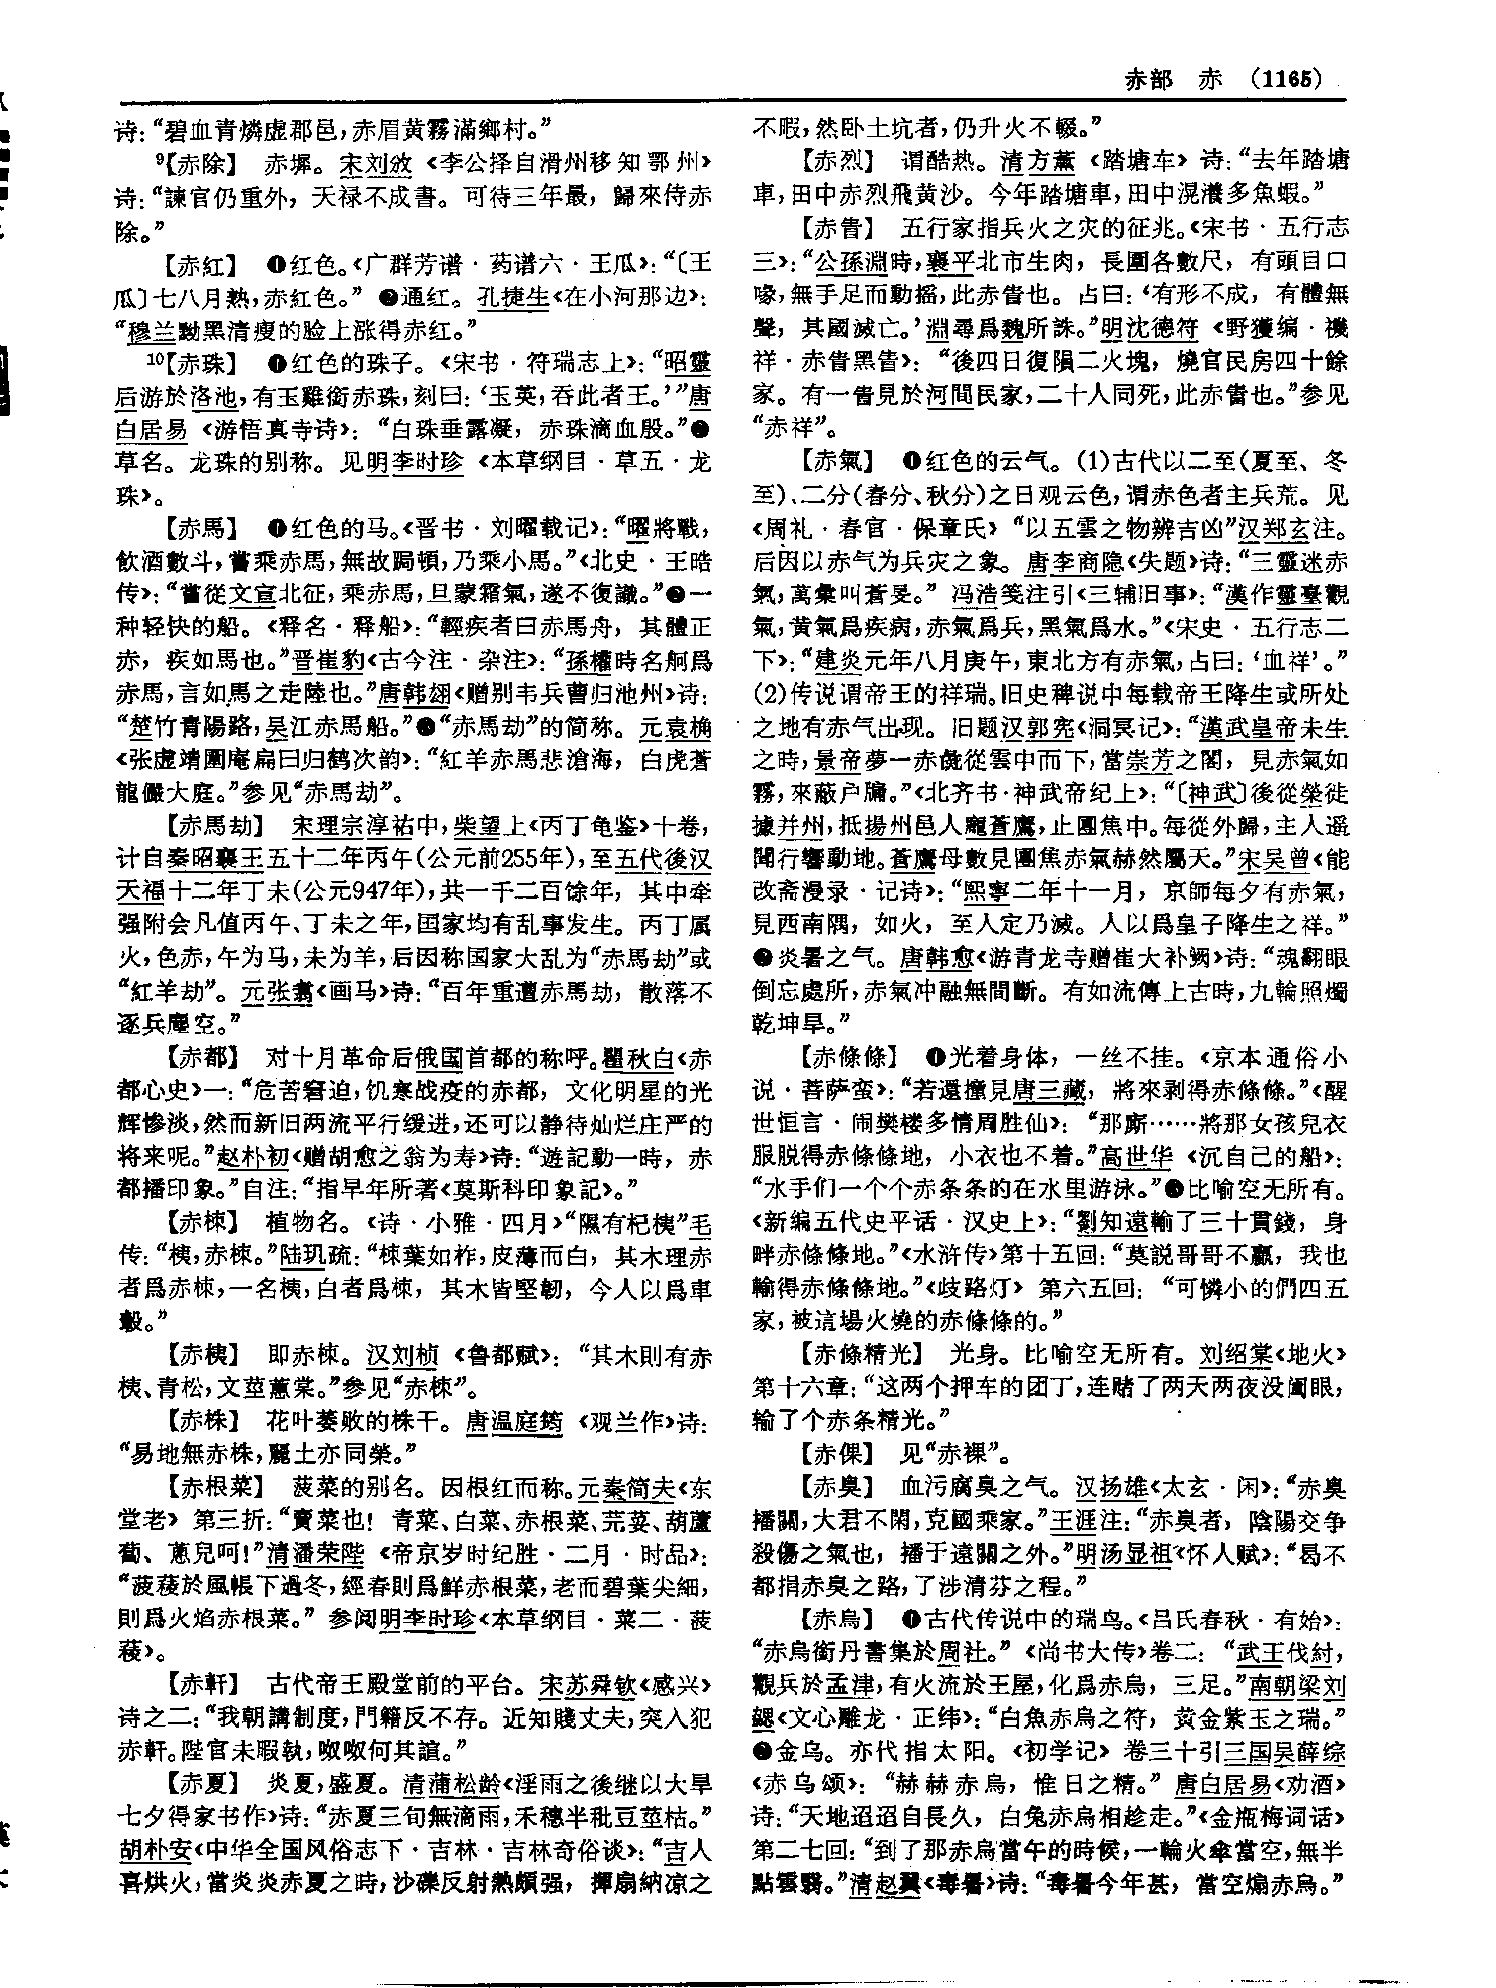 赤部　赤　(1165)
诗：“碧血青燐虚郡邑，赤眉黄霧滿鄉村。”
⁹【赤除】　赤墀。宋刘攽《李公择自滑州移知鄂州》
诗：“諫官仍重外，天禄不成書。可待三年最，歸來侍赤
除。”
【赤紅】　❶红色。《广群芳谱·药谱六·王瓜》：“〔王
瓜〕七八月熟，赤紅色。”❷通红。孔捷生《在小河那边》：
“穆兰黝黑清瘦的脸上涨得赤红。”
¹⁰【赤珠】　❶红色的珠子。《宋书·符瑞志上》：“昭靈
后游於洛池，有玉雞銜赤珠，刻曰：‘玉英，吞此者王。’”唐
白居易《游悟真寺诗》：“白珠垂露凝，赤珠滴血殷。”❷
草名。龙珠的别称。见明李时珍《本草纲目·草五·龙
珠》。
【赤馬】　❶红色的马。《晋书·刘曜载记》：“曜將戰，
飲酒數斗，嘗乘赤馬，無故跼頓，乃乘小馬。”《北史·王晧
传》：“嘗從文宣北征，乘赤馬，旦蒙霜氣，遂不復識。”❷一
种轻快的船。《释名·释船》：“輕疾者曰赤馬舟，其體正
赤，疾如馬也。”晋崔豹《古今注·杂注》：“孫權時名舸爲
赤馬，言如馬之走陸也。”唐韩翃《赠别韦兵曹归池州》诗：
“楚竹青陽路，吴江赤馬船。”❸“赤馬劫”的简称。元袁桷
《张虚靖圜庵扁曰归鹤次韵》：“紅羊赤馬悲滄海，白虎蒼
龍儼大庭。”参见“赤馬劫”。
【赤馬劫】　宋理宗淳祐中，柴望上《丙丁龟鉴》十卷，
计自秦昭襄王五十二年丙午(公元前255年)，至五代後汉
天福十二年丁未(公元947年)，共一千二百馀年，其中牵
强附会凡值丙午、丁未之年，国家均有乱事发生。丙丁属
火，色赤，午为马，未为羊，后因称国家大乱为“赤馬劫”或
“紅羊劫”。元张翥《画马》诗：“百年重遭赤馬劫，散落不
逐兵塵空。”
【赤都】　对十月革命后俄国首都的称呼。瞿秋白《赤
都心史》一：“危苦窘迫，饥寒战疫的赤都，文化明星的光
辉惨淡，然而新旧两流平行缓进，还可以静待灿烂庄严的
将来呢。”赵朴初《赠胡愈之翁为寿》诗：“遊記動一時，赤
都播印象。”自注：“指早年所著《莫斯科印象記》。”
【赤栜】　植物名。《诗·小雅·四月》“隰有杞桋”毛
传：“桋，赤栜。”陆玑疏：“栜葉如柞，皮薄而白，其木理赤
者爲赤栜，一名桋，白者爲栜，其木皆堅韌，今人以爲車
轂。”
【赤桋】　即赤栜。汉刘桢《鲁都赋》：“其木則有赤
桋、青松，文莖蕙棠。”参见“赤栜”。
【赤株】　花叶萎败的株干。唐温庭筠《观兰作》诗：
“易地無赤株，麗土亦同榮。”
【赤根菜】　菠菜的别名。因根红而称。元秦简夫《东
堂老》第三折：“賣菜也！青菜、白菜、赤根菜、芫荽、葫蘆
蔔、蔥兒呵！”清潘荣陛《帝京岁时纪胜·二月·时品》：
“菠薐於風帳下過冬，經春則爲鮮赤根菜，老而碧葉尖細，
則爲火焰赤根菜。”参阅明李时珍《本草纲目·菜二·菠
薐》。
【赤軒】　古代帝王殿堂前的平台。宋苏舜钦《感兴》
诗之二：“我朝講制度，門籍反不存。近知賤丈夫，突入犯
赤軒。陛官未暇執，呶呶何其諠。”
【赤夏】　炎夏，盛夏。清蒲松龄《淫雨之後继以大旱
七夕得家书作》诗：“赤夏三旬無滴雨，禾穗半秕豆莖枯。”
胡朴安《中华全国风俗志下·吉林·吉林奇俗谈》：“吉人
喜烘火，當炎炎赤夏之時，沙礫反射熱頗强，揮扇納凉之
不暇，然卧土坑者，仍升火不輟。”
【赤烈】　谓酷热。清方薰《踏塘车》诗：“去年踏塘
車，田中赤烈飛黄沙。今年踏塘車，田中滉瀁多魚蝦。”
【赤眚】　五行家指兵火之灾的征兆。《宋书·五行志
三》：“公孫淵時，襄平北市生肉，長圍各數尺，有頭目口
喙，無手足而動摇，此赤眚也。占曰：‘有形不成，有體無
聲，其國滅亡。’淵尋爲魏所誅。”明沈德符《野獲编·禨
祥·赤眚黑眚》：“後四日復隕二火塊，燒官民房四十餘
家。有一眚見於河間民家，二十人同死，此赤眚也。”参见
“赤祥”。
【赤氣】　❶红色的云气。(1)古代以二至(夏至、冬
至)、二分(春分、秋分)之日观云色，谓赤色者主兵荒。见
《周礼·春官·保章氏》“以五雲之物辨吉凶”汉郑玄注。
后因以赤气为兵灾之象。唐李商隐《失题》诗：“三靈迷赤
氣，萬彙叫蒼旻。”冯浩笺注引《三辅旧事》：“漢作靈臺觀
氣，黄氣爲疾病，赤氣爲兵，黑氣爲水。”《宋史·五行志二
下》：“建炎元年八月庚午，東北方有赤氣，占曰：‘血祥’。”
(2)传说谓帝王的祥瑞。旧史稗说中每载帝王降生或所处
之地有赤气出现。旧题汉郭宪《洞冥记》：“漢武皇帝未生
之時，景帝夢一赤彘從雲中而下，當崇芳之閣，見赤氣如
霧，來蔽户牖。”《北齐书·神武帝纪上》：“〔神武〕後從榮徙
據并州，抵揚州邑人龐蒼鷹，止團焦中。每從外歸，主人遥
聞行響動地。蒼鷹母數見團焦赤氣赫然屬天。”宋吴曾《能
改斋漫录·记诗》：“熙寧二年十一月，京師每夕有赤氣，
見西南隅，如火，至人定乃滅。人以爲皇子降生之祥。”
❷炎暑之气。唐韩愈《游青龙寺赠崔大补阙》诗：“魂翻眼
倒忘處所，赤氣冲融無間斷。有如流傳上古時，九輪照燭
乾坤旱。”
【赤條條】　❶光着身体，一丝不挂。《京本通俗小
说·菩萨蛮》：“若還撞見唐三藏，將來剥得赤條條。”《醒
世恒言·闹樊楼多情周胜仙》：“那厮……將那女孩兒衣
服脱得赤條條地，小衣也不着。”高世华《沉自己的船》：
“水手们一个个赤条条的在水里游泳。”❷比喻空无所有。
《新编五代史平话·汉史上》：“劉知遠輸了三十貫錢，身
畔赤條條地。”《水浒传》第十五回：“莫説哥哥不贏，我也
輸得赤條條地。”《歧路灯》第六五回：“可憐小的們四五
家，被這場火燒的赤條條的。”
【赤條精光】　光身。比喻空无所有。刘绍棠《地火》
第十六章：“这两个押车的团丁，连赌了两天两夜没阖眼，
输了个赤条精光。”
【赤倮】　见“赤裸”。
【赤臭】　血污腐臭之气。汉扬雄《太玄·闲》：“赤臭
播關，大君不閑，克國乘家。”王涯注：“赤臭者，陰陽交争
殺傷之氣也，播于遠關之外。”明汤显祖《怀人赋》：“曷不
都捐赤臭之路，了涉清芬之程。”
【赤烏】　❶古代传说中的瑞鸟。《吕氏春秋·有始》：
“赤烏銜丹書集於周社。”《尚书大传》卷二：“武王伐紂，
觀兵於孟津，有火流於王屋，化爲赤烏，三足。”南朝梁刘
勰《文心雕龙·正纬》：“白魚赤烏之符，黄金紫玉之瑞。”
❷金乌。亦代指太阳。《初学记》卷三十引三国吴薛综
《赤乌颂》：“赫赫赤烏，惟日之精。”唐白居易《劝酒》
诗：“天地迢迢自長久，白兔赤烏相趁走。”《金瓶梅词话》
第二七回：“到了那赤烏當午的時候，一輪火傘當空，無半
點雲翳。”清赵翼《毒暑》诗：“毒暑今年甚，當空煽赤烏。”